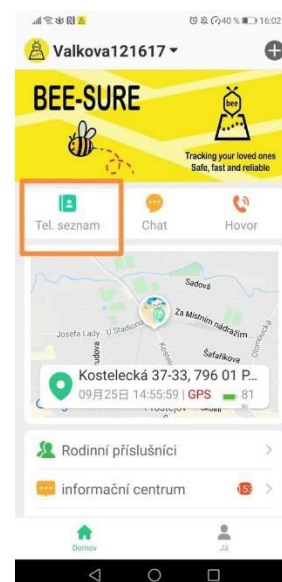 40 % 16:02
Valkova121617
BEE-SURE
bee
Tracking your loved ones
Safe, fast and reliable
Tel. seznam
Chat
Hovor
Sadová
Za Místním nádražím
Josefa Lady
U Stadionu
Šafaříkova
Kostelecká 37-33, 796 01 P...
09月25日 14:55:59 | GPS 81
Rodinní příslušníci
informační centrum
153
Domov
Já